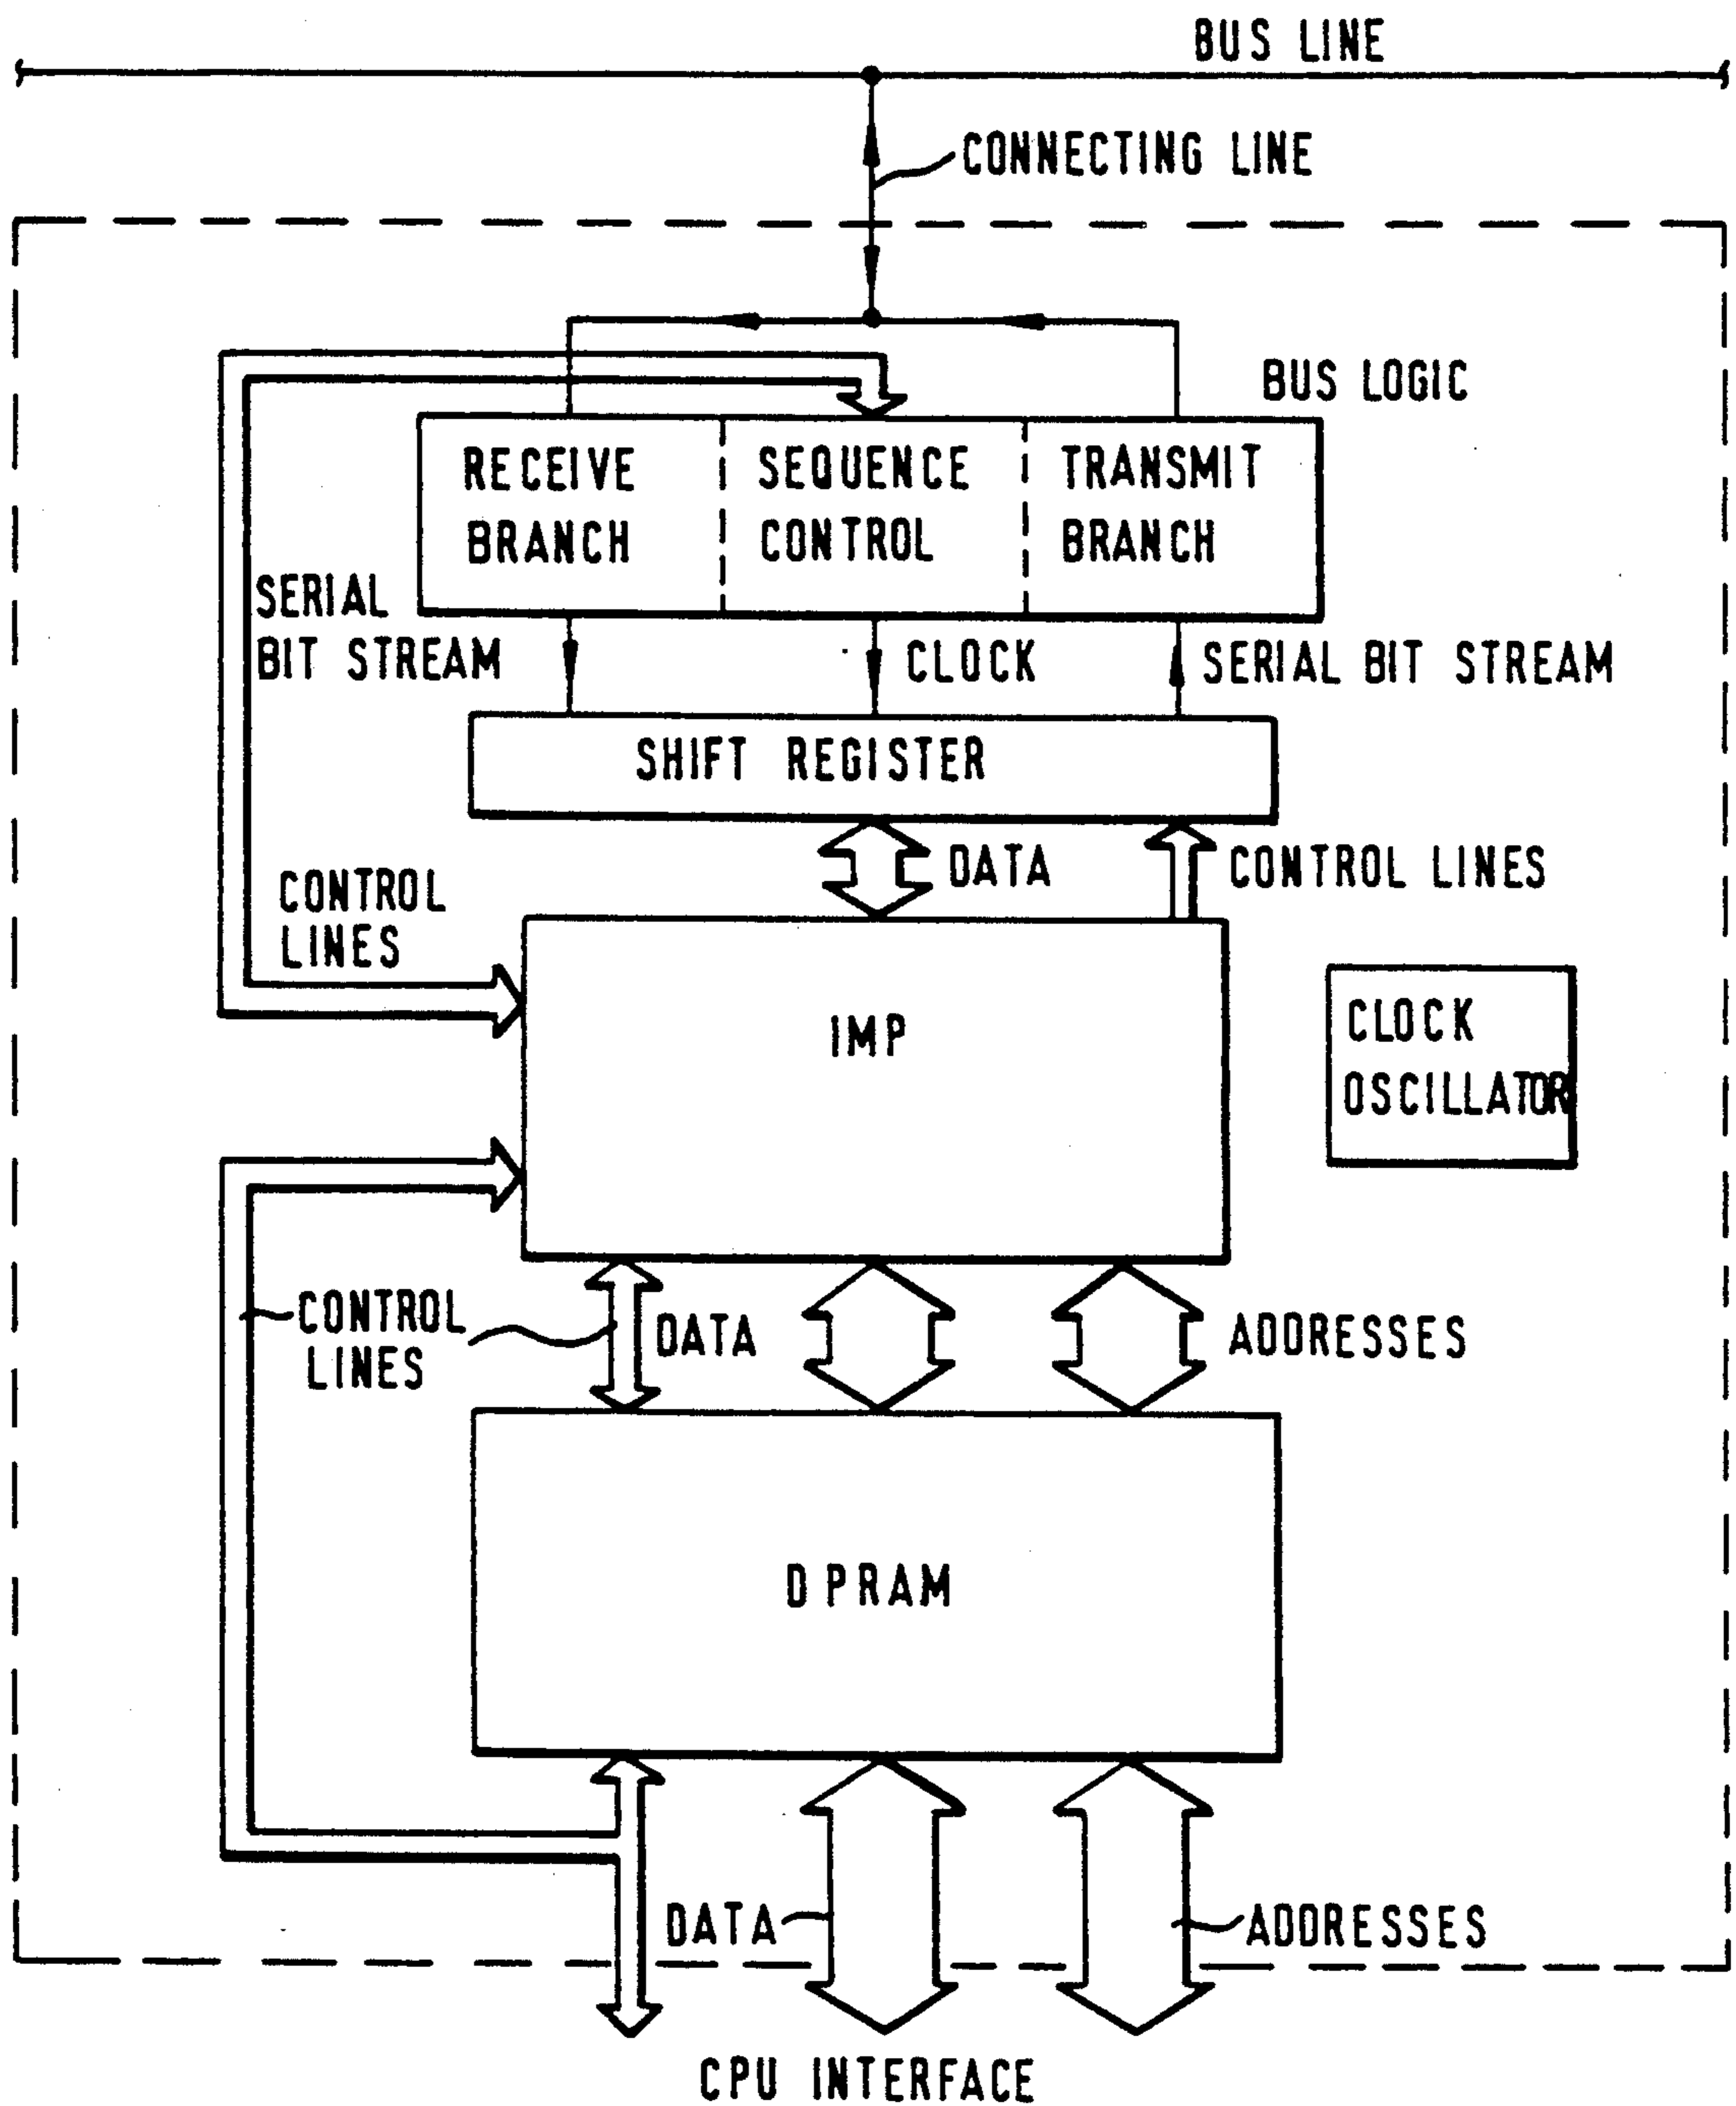 BUS LINE
CONNECTING LINE
BUS LOGIC
RECEIVE
BRANCH
SEQUENCE
CONTROL
TRANSMIT
BRANCH
SERIAL
BIT STREAM
CLOCK
SERIAL BIT STREAM
SHIFT REGISTER
DATA
CONTROL LINES
CONTROL
LINES
IMP
CLOCK
OSCILLATOR
CONTROL
LINES
DATA
ADDRESSES
DPRAM
DATA
ADDRESSES
CPU INTERFACE